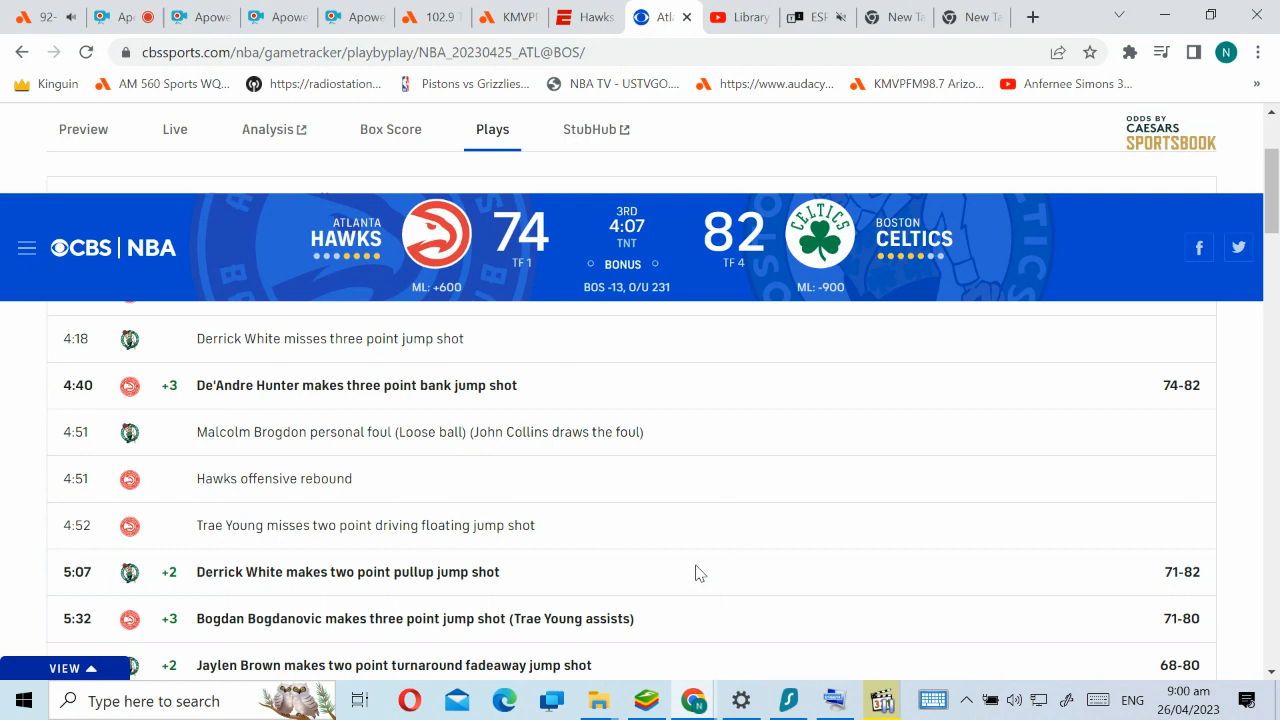 92- Apo Apowe Apowe Apowe 102.9 T KMVPF Hawks Atla Library ESP New Ta New Ta
cbssports.com/nba/gametracker/playbyplay/NBA_20230425_ATL@BOS/ N
Kinguin AM 560 Sports WQ... https://radiostation... Pistons vs Grizzlies... NBA TV - USTVGO.... https://www.audacy... KMVPFM98.7 Arizo... Anfernee Simons 3... »
Preview Live Analysis Box Score Plays StubHub
ODDS BY
CAESARS
SPORTSBOOK
CBS | NBA
ATLANTA
HAWKS
74
TF 1
ML: +600
3RD
4:07
TNT
BONUS
BOS -13, O/U 231
82
TF 4
CELTICS
BOSTON
CELTICS
ML: -900
4:18 Derrick White misses three point jump shot
4:40 +3 De'Andre Hunter makes three point bank jump shot 74-82
4:51 Malcolm Brogdon personal foul (Loose ball) (John Collins draws the foul)
4:51 Hawks offensive rebound
4:52 Trae Young misses two point driving floating jump shot
5:07 +2 Derrick White makes two point pullup jump shot 71-82
5:32 +3 Bogdan Bogdanovic makes three point jump shot (Trae Young assists) 71-80
+2 Jaylen Brown makes two point turnaround fadeaway jump shot 68-80
VIEW
Type here to search
ENG
9:00 am
26/04/2023